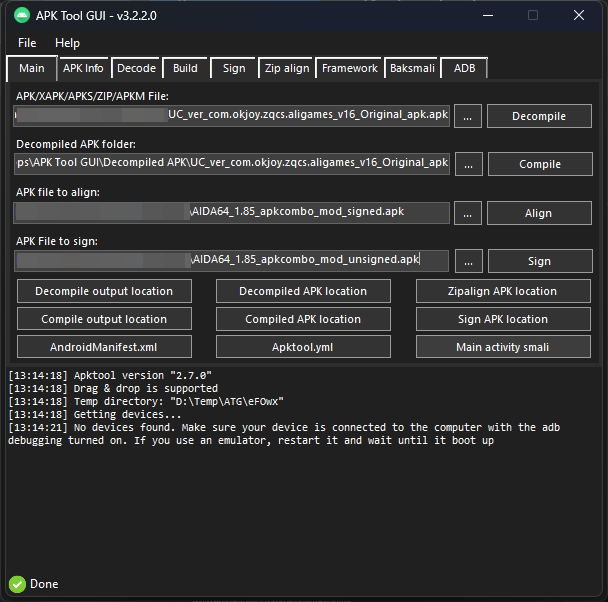 APK Tool GUI - v3.2.2.0
File Help
Main APK Info Decode Build Sign Zip align Framework Baksmali ADB
APK/XAPK/APKS/ZIP/APKM File:
UC_ver_com.okjoy.zqcs.aligames_v16_Original_apk.apk ... Decompile
Decompiled APK folder:
ps\APK Tool GUI\Decompiled APK\UC_ver_com.okjoy.zqcs.aligames_v16_Original_apk ... Compile
APK file to align:
\AIDA64_1.85_apkcombo_mod_signed.apk ... Align
APK File to sign:
\AIDA64_1.85_apkcombo_mod_unsigned.apk ... Sign
Decompile output location Decompiled APK location Zipalign APK location
Compile output location Compiled APK location Sign APK location
AndroidManifest.xml Apktool.yml Main activity smali
[13:14:18] Apktool version "2.7.0"
[13:14:18] Drag & drop is supported
[13:14:18] Temp directory: "D:\Temp\ATG\eFOwx"
[13:14:18] Getting devices...
[13:14:21] No devices found. Make sure your device is connected to the computer with the adb
debugging turned on. If you use an emulator, restart it and wait until it boot up
Done